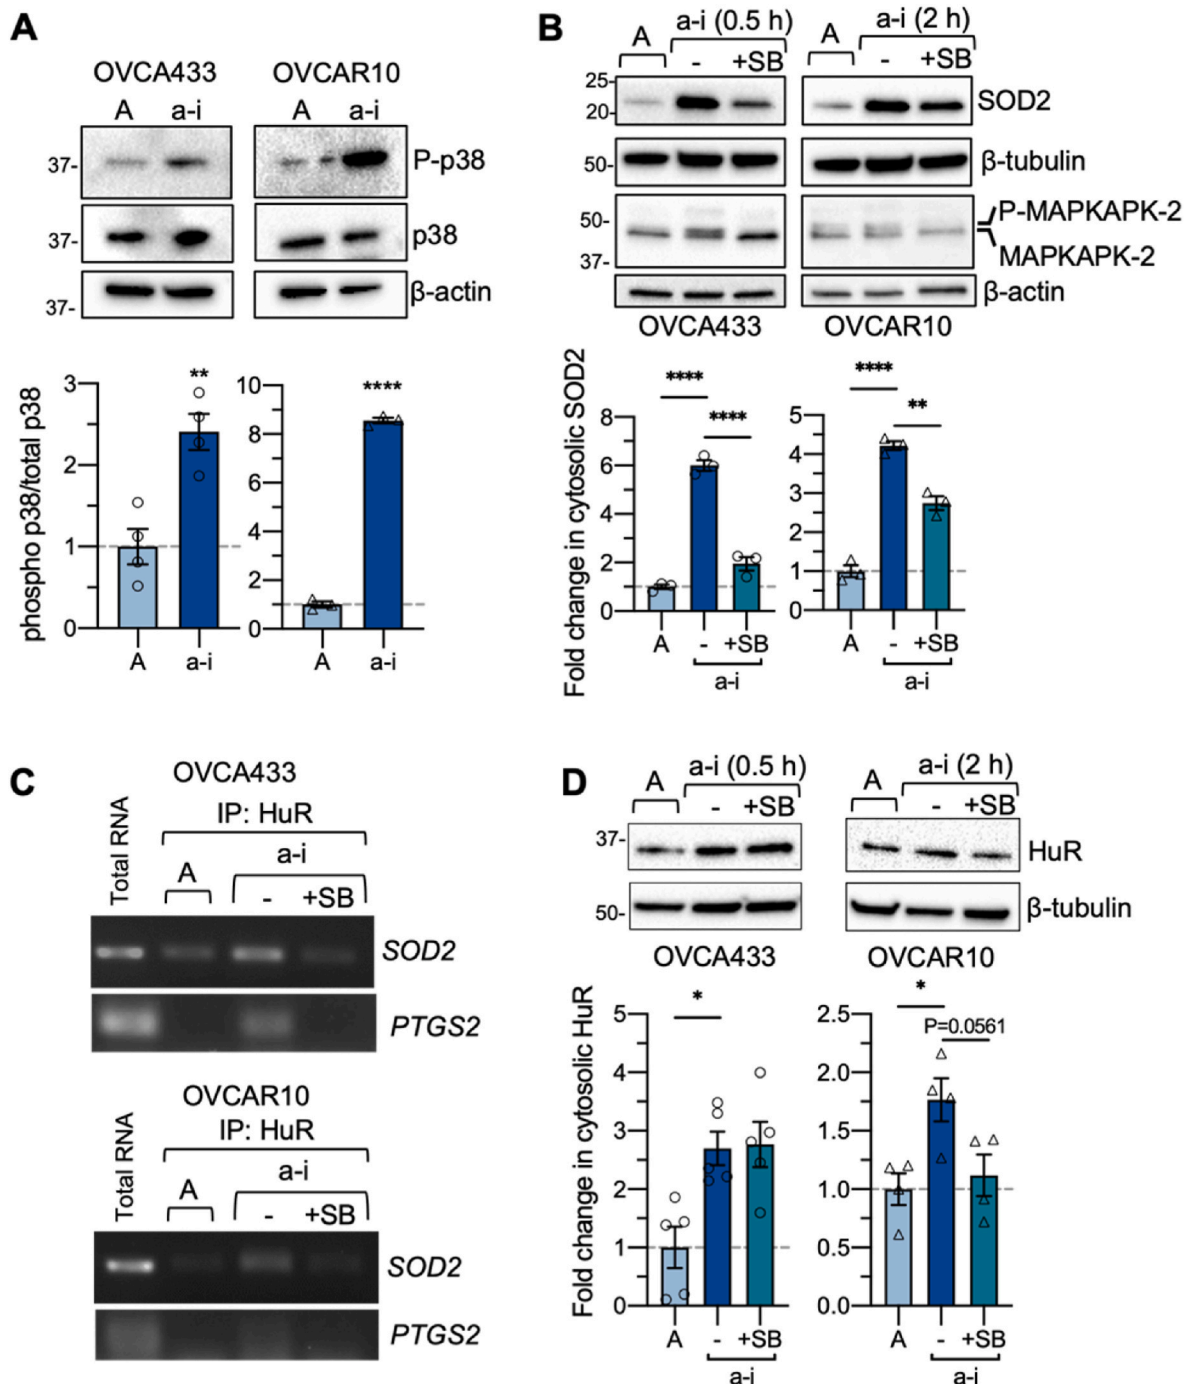 A
OVCA433 OVCAR10
A a-i A a-i
37- P-p38
37- p38
37- β-actin
phospho p38/total p38
3
2
1
0
**
A a-i
10
8
6
4
2
0
****
A a-i
B
A a-i (0.5 h) A a-i (2 h)
- +SB - +SB
25-
20- SOD2
50- β-tubulin
50- P-MAPKAPK-2
37- MAPKAPK-2
β-actin
OVCA433 OVCAR10
Fold change in cytosolic SOD2
8
6
4
2
0
****
****
A - +SB
a-i
5
4
3
2
1
0
****
**
A - +SB
a-i
C
OVCA433
Total RNA
IP: HuR
a-i
A - +SB
SOD2
PTGS2
OVCAR10
Total RNA
IP: HuR
a-i
A - +SB
SOD2
PTGS2
D
A a-i (0.5 h) A a-i (2 h)
- +SB - +SB
37- HuR
50- β-tubulin
OVCA433 OVCAR10
Fold change in cytosolic HuR
5
4
3
2
1
0
*
A - +SB
a-i
2.5
2.0
1.5
1.0
0.5
0.0
*
P=0.0561
A - +SB
a-i